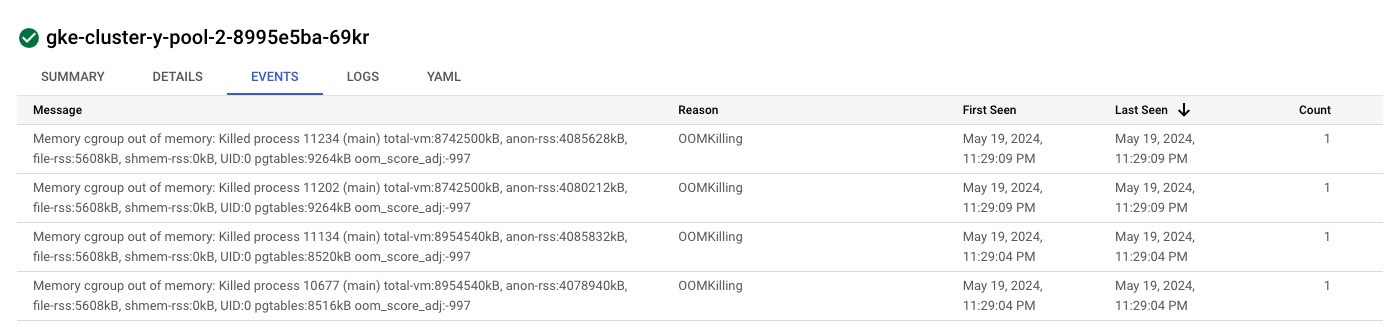 gke-cluster-y-pool-2-8995e5ba-69kr
SUMMARY DETAILS EVENTS LOGS YAML
Message Reason First Seen Last Seen Count
Memory cgroup out of memory: Killed process 11234 (main) total-vm:8742500kB, anon-rss:4085628kB, OOMKilling May 19, 2024, May 19, 2024, 1
file-rss:5608kB, shmem-rss:0kB, UID:0 pgtables:9264kB oom_score_adj:-997 11:29:09 PM 11:29:09 PM
Memory cgroup out of memory: Killed process 11202 (main) total-vm:8742500kB, anon-rss:4080212kB, OOMKilling May 19, 2024, May 19, 2024, 1
file-rss:5608kB, shmem-rss:0kB, UID:0 pgtables:9264kB oom_score_adj:-997 11:29:09 PM 11:29:09 PM
Memory cgroup out of memory: Killed process 11134 (main) total-vm:8954540kB, anon-rss:4085832kB, OOMKilling May 19, 2024, May 19, 2024, 1
file-rss:5608kB, shmem-rss:0kB, UID:0 pgtables:8520kB oom_score_adj:-997 11:29:04 PM 11:29:04 PM
Memory cgroup out of memory: Killed process 10677 (main) total-vm:8954540kB, anon-rss:4078940kB, OOMKilling May 19, 2024, May 19, 2024, 1
file-rss:5608kB, shmem-rss:0kB, UID:0 pgtables:8516kB oom_score_adj:-997 11:29:04 PM 11:29:04 PM